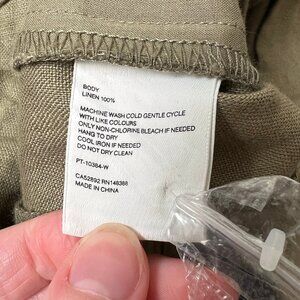 BODY
LINEN 100%
MACHINE WASH COLD GENTLE CYCLE
WITH LIKE COLOURS
ONLY NON-CHLORINE BLEACH IF NEEDED
HANG TO DRY
COOL IRON IF NEEDED
DO NOT DRY CLEAN
PT-10384-W
CA52892 RN148388
MADE IN CHINA